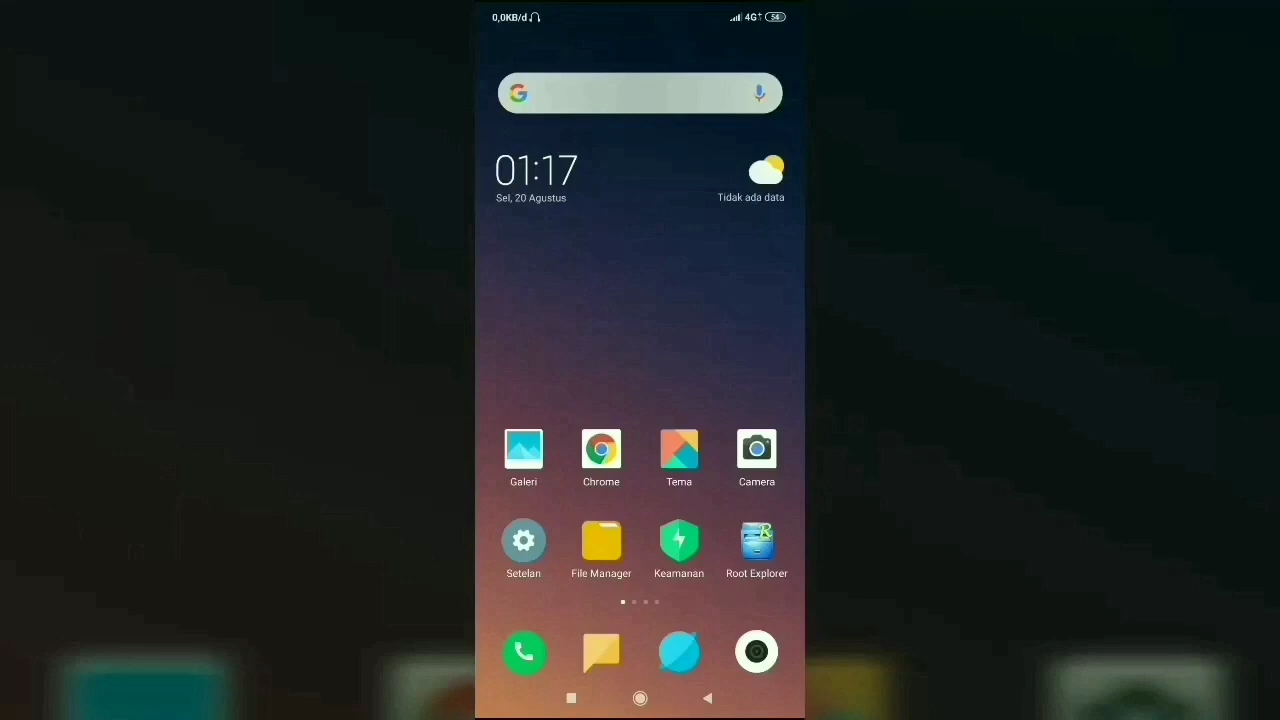 0,0KB/d 4G+ 54
01:17
Sel, 20 Agustus Tidak ada data
Galeri Chrome Tema Camera
Setelan File Manager Keamanan Root Explorer